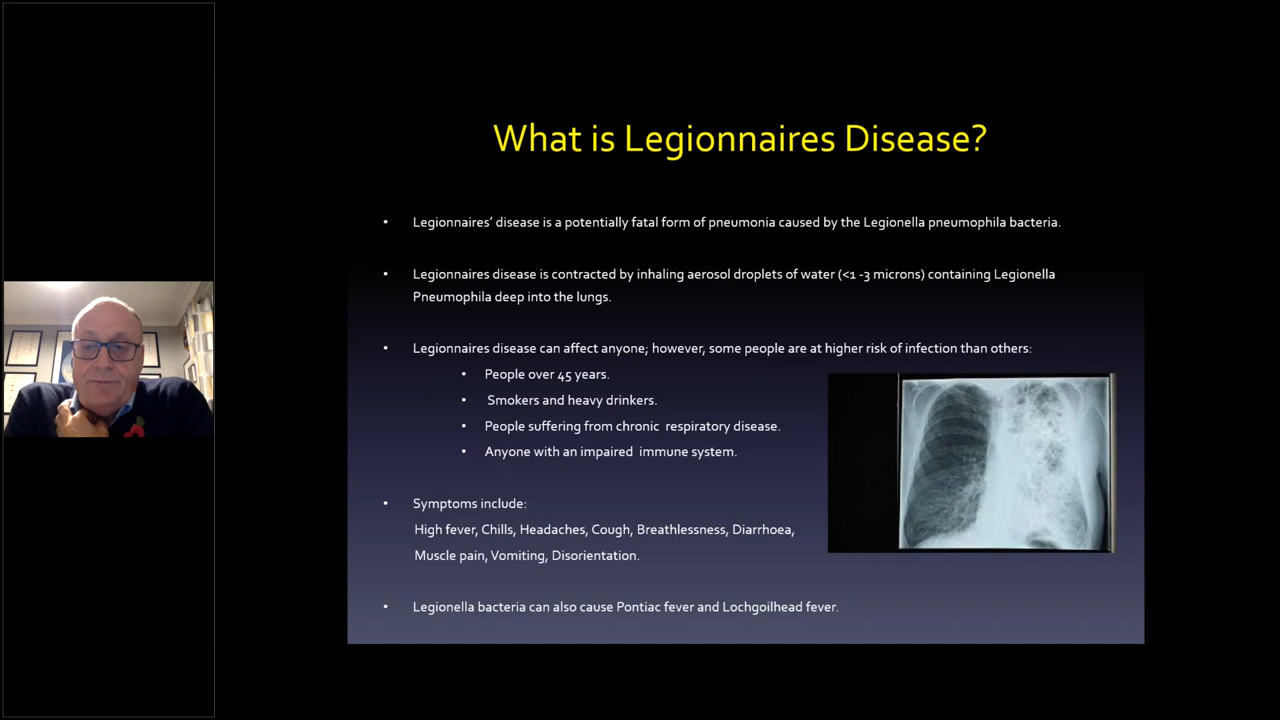 What is Legionnaires Disease?
• Legionnaires’ disease is a potentially fatal form of pneumonia caused by the Legionella pneumophila bacteria.
• Legionnaires disease is contracted by inhaling aerosol droplets of water (<1 -3 microns) containing Legionella
Pneumophila deep into the lungs.
• Legionnaires disease can affect anyone; however, some people are at higher risk of infection than others:
• People over 45 years.
• Smokers and heavy drinkers.
• People suffering from chronic respiratory disease.
• Anyone with an impaired immune system.
• Symptoms include:
High fever, Chills, Headaches, Cough, Breathlessness, Diarrhoea,
Muscle pain, Vomiting, Disorientation.
• Legionella bacteria can also cause Pontiac fever and Lochgoilhead fever.